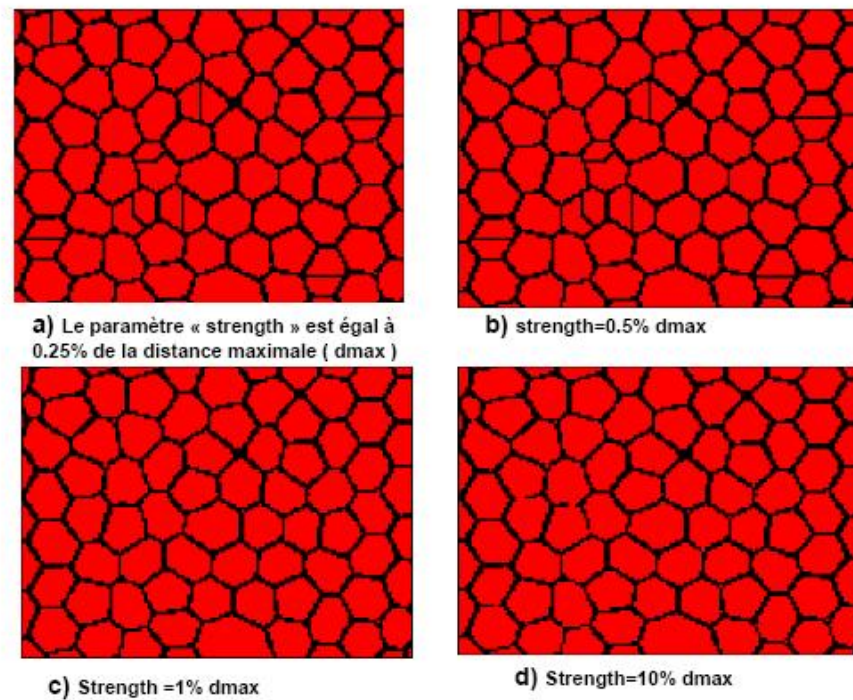 a) Le paramètre « strength » est égal à
0.25% de la distance maximale ( dmax )
b) strength=0.5% dmax
c) Strength =1% dmax
d) Strength=10% dmax